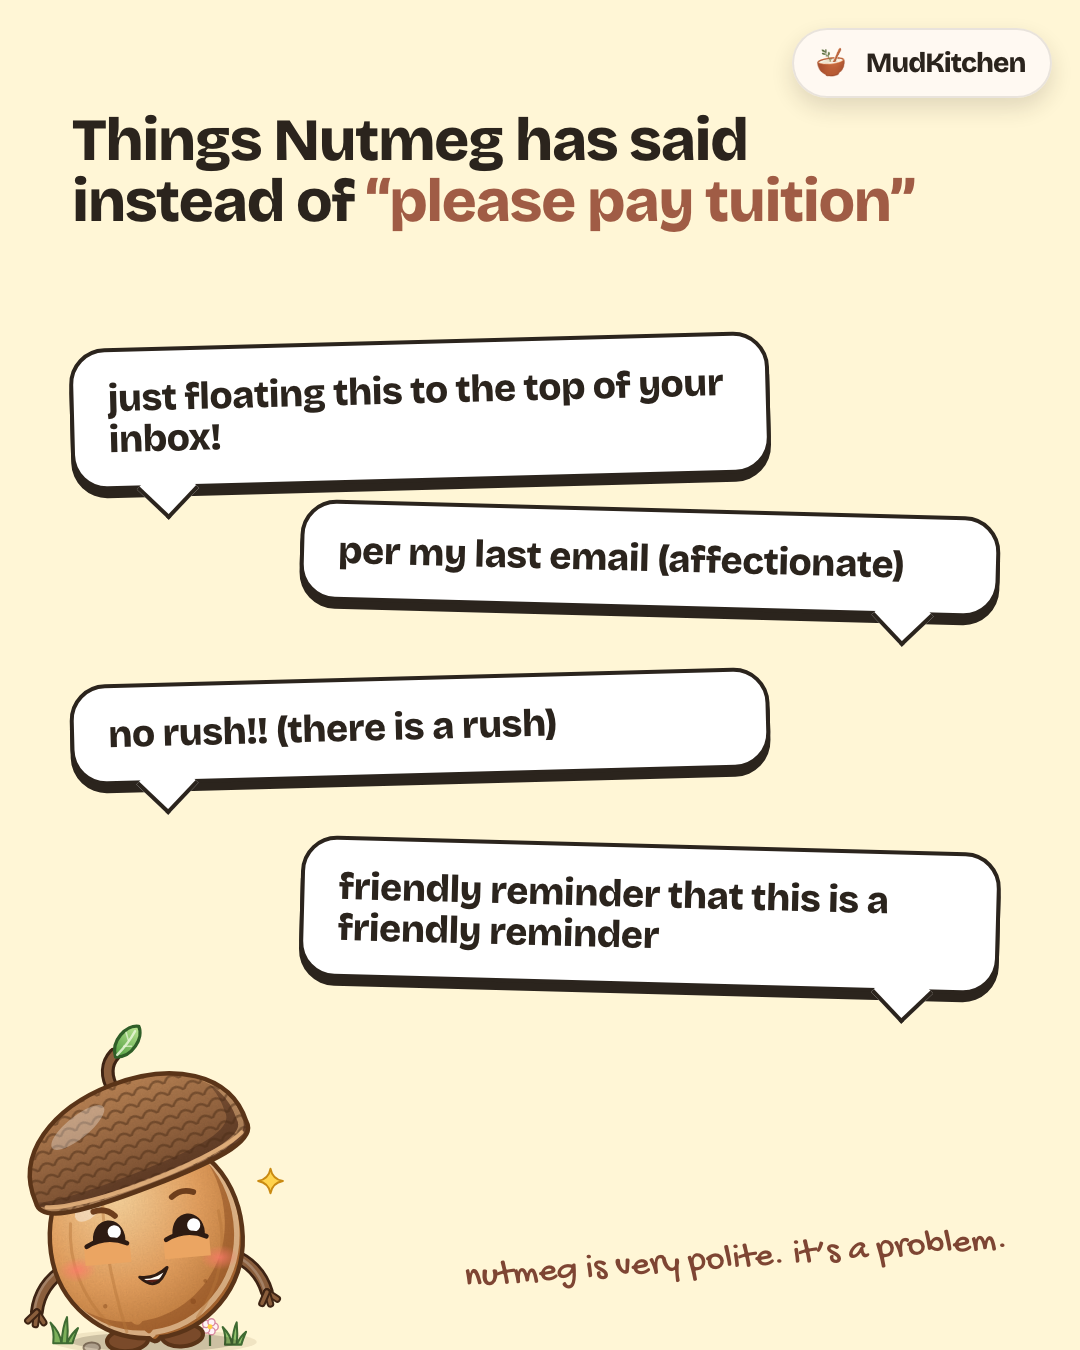 MudKitchen
Things Nutmeg has said
instead of “please pay tuition”
just floating this to the top of your
inbox!
per my last email (affectionate)
no rush!! (there is a rush)
friendly reminder that this is a
friendly reminder
nutmeg is very polite. it's a problem.